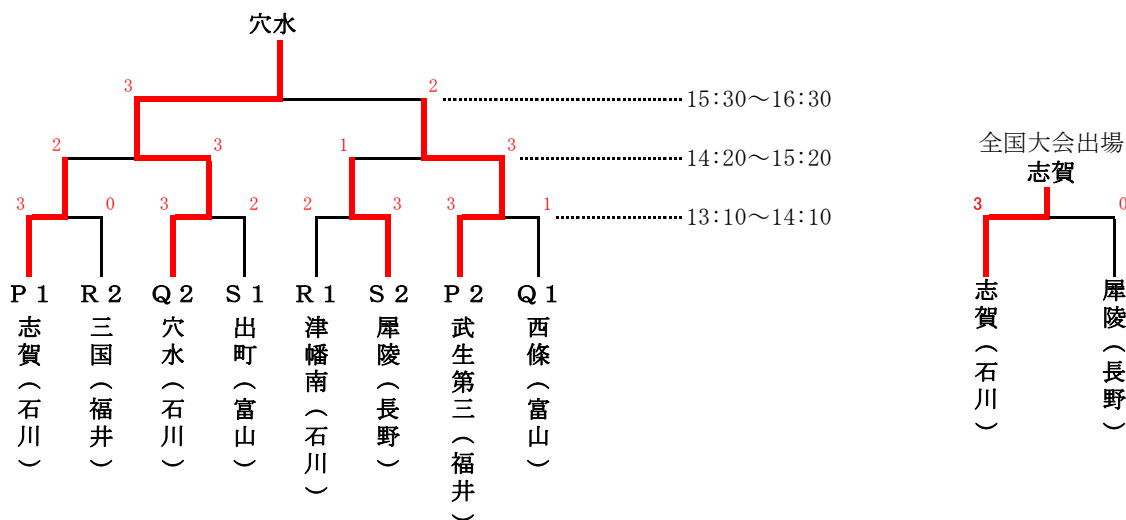 穴水
3
2
15:30～16:30
2
3
1
3
14:20～15:20
3
0
3
2
2
3
3
1
13:10～14:10
P1
R2
Q2
S1
R1
S2
P2
Q1
志賀(石川)
三国(福井)
穴水(石川)
出町(富山)
津幡南(石川)
犀陵(長野)
武生第三(福井)
西條(富山)
全国大会出場
志賀
3
0
志賀(石川)
犀陵(長野)